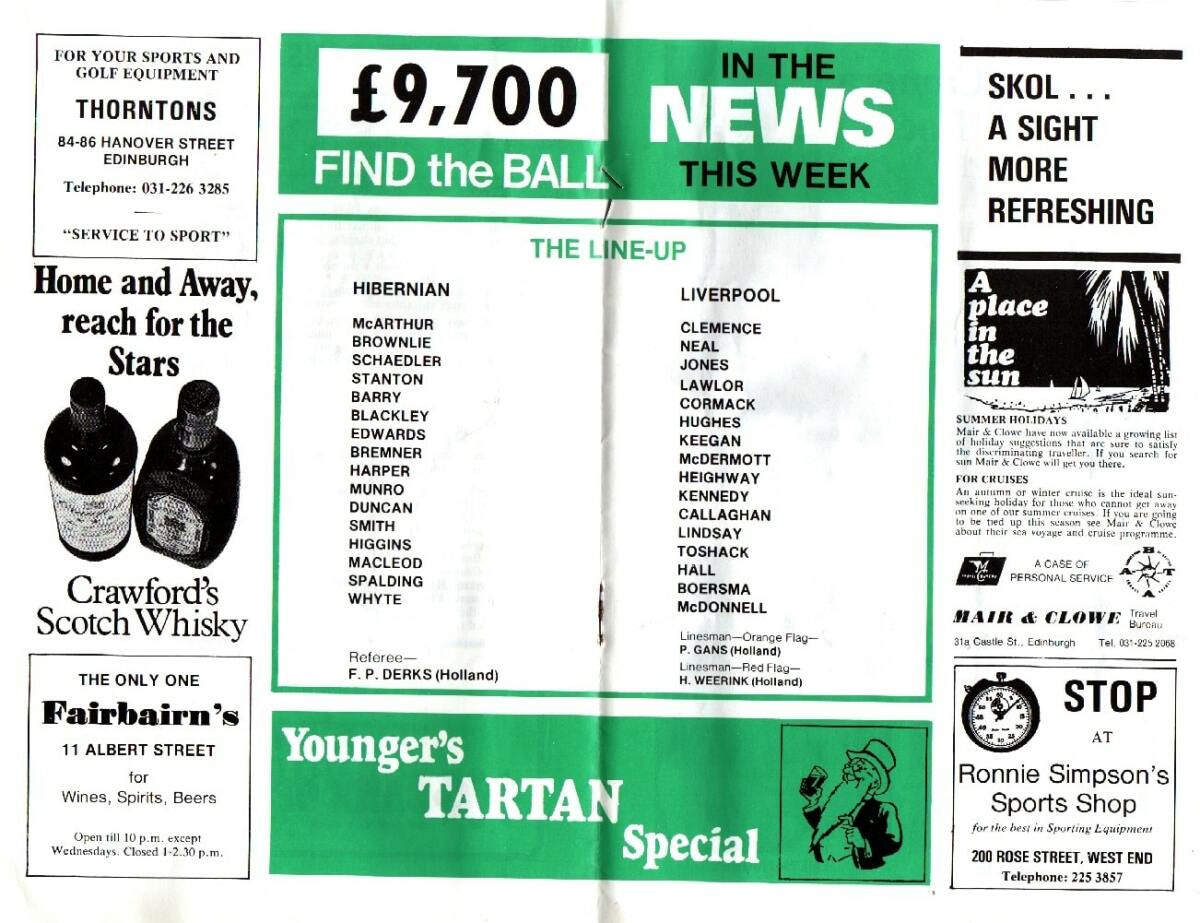 FOR YOUR SPORTS AND
GOLF EQUIPMENT
THORNTONS
84-86 HANOVER STREET
EDINBURGH
Telephone: 031-226 3285
"SERVICE TO SPORT"
Home and Away,
reach for the
Stars
Crawford's
Scotch Whisky
THE ONLY ONE
Fairbairn's
11 ALBERT STREET
for
Wines, Spirits, Beers
Open till 10 p.m. except
Wednesdays. Closed 1-2.30 p.m.
£9,700
FIND the BALL
IN THE
NEWS
THIS WEEK
THE LINE-UP
HIBERNIAN
McARTHUR
BROWNLIE
SCHAEDLER
STANTON
BARRY
BLACKLEY
EDWARDS
BREMNER
HARPER
MUNRO
DUNCAN
SMITH
HIGGINS
MACLEOD
SPALDING
WHYTE
Referee—
F. P. DERKS (Holland)
LIVERPOOL
CLEMENCE
NEAL
JONES
LAWLOR
CORMACK
HUGHES
KEEGAN
McDERMOTT
HEIGHWAY
KENNEDY
CALLAGHAN
LINDSAY
TOSHACK
HALL
BOERSMA
McDONNELL
Linesman—Orange Flag—
P. GANS (Holland)
Linesman—Red Flag—
H. WEERINK (Holland)
Younger's
TARTAN
Special
SKOL . . .
A SIGHT
MORE
REFRESHING
A
place
in
the
sun
SUMMER HOLIDAYS
Mair & Clowe have now available a growing list
of holiday suggestions that are sure to satisfy
the discriminating traveller. If you search for
sun Mair & Clowe will get you there.
FOR CRUISES
An autumn or winter cruise is the ideal sun-
seeking holiday for those who cannot get away
on one of our summer cruises. If you are going
to be tied up this season see Mair & Clowe
about their sea voyage and cruise programme.
A CASE OF
PERSONAL SERVICE
A B T A
MAIR & CLOWE Travel Bureau
31a Castle St., Edinburgh Tel. 031-225 2068
STOP
AT
Ronnie Simpson's
Sports Shop
for the best in Sporting Equipment
200 ROSE STREET, WEST END
Telephone: 225 3857